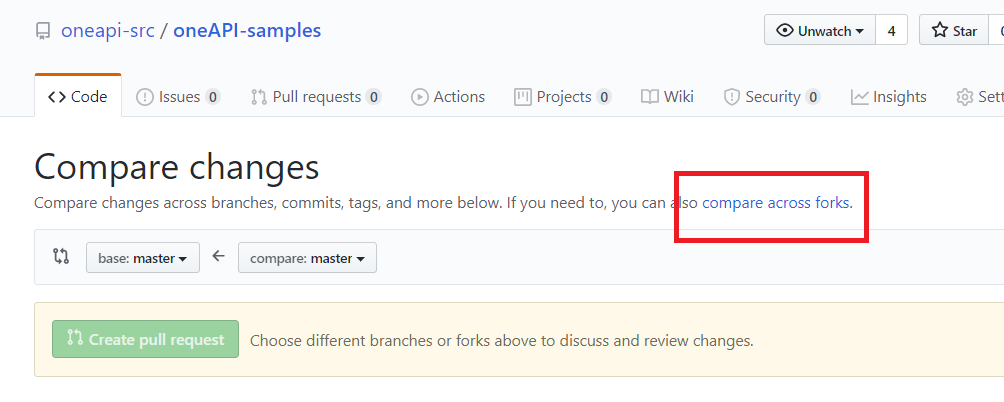 oneapi-src / oneAPI-samples Unwatch 4 Star
Code Issues 0 Pull requests 0 Actions Projects 0 Wiki Security 0 Insights
Compare changes
Compare changes across branches, commits, tags, and more below. If you need to, you can also compare across forks.
base: master compare: master
Create pull request Choose different branches or forks above to discuss and review changes.